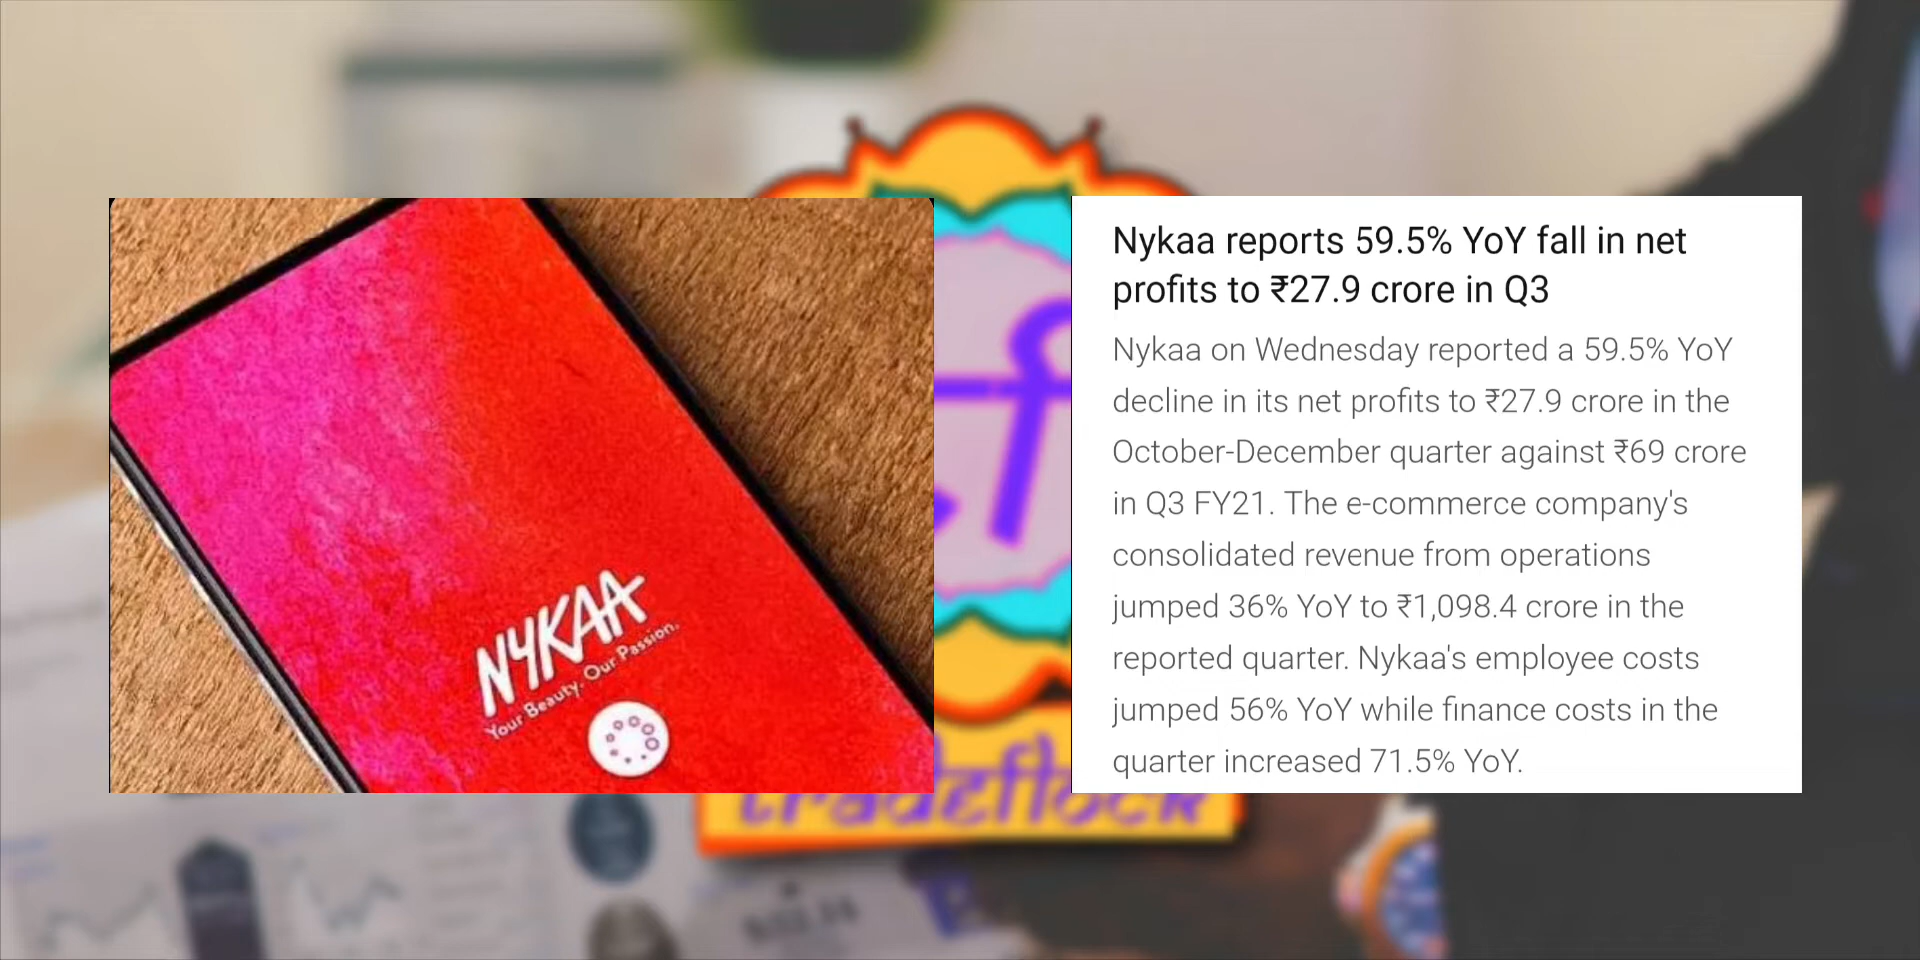 NYKAA
Your Beauty. Our Passion.
Nykaa reports 59.5% YoY fall in net
profits to ₹27.9 crore in Q3
Nykaa on Wednesday reported a 59.5% YoY
decline in its net profits to ₹27.9 crore in the
October-December quarter against ₹69 crore
in Q3 FY21. The e-commerce company's
consolidated revenue from operations
jumped 36% YoY to ₹1,098.4 crore in the
reported quarter. Nykaa's employee costs
jumped 56% YoY while finance costs in the
quarter increased 71.5% YoY.
tradeflock